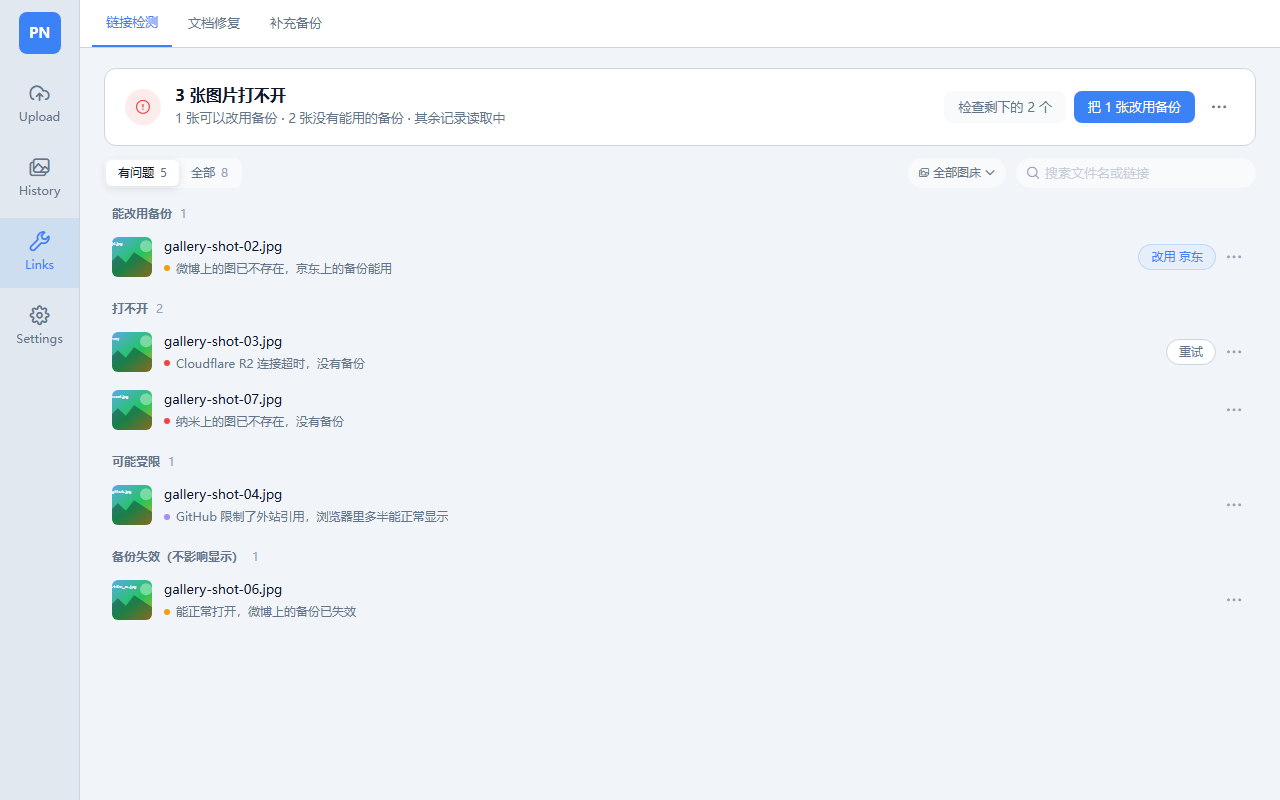 PN
Upload
History
Links
Settings
链接检测 文档修复 补充备份
3 张图片打不开
1 张可以改用备份 · 2 张没有能用的备份 · 其余记录读取中
检查剩下的 2 个
把 1 张改用备份
有问题 5 全部 8
全部图床
搜索文件名或链接
能改用备份 1
gallery-shot-02.jpg
微博上的图已不存在，京东上的备份能用
改用 京东
打不开 2
gallery-shot-03.jpg
Cloudflare R2 连接超时，没有备份
重试
gallery-shot-07.jpg
纳米上的图已不存在，没有备份
可能受限 1
gallery-shot-04.jpg
GitHub 限制了外站引用，浏览器里多半能正常显示
备份失效（不影响显示） 1
gallery-shot-06.jpg
能正常打开，微博上的备份已失效